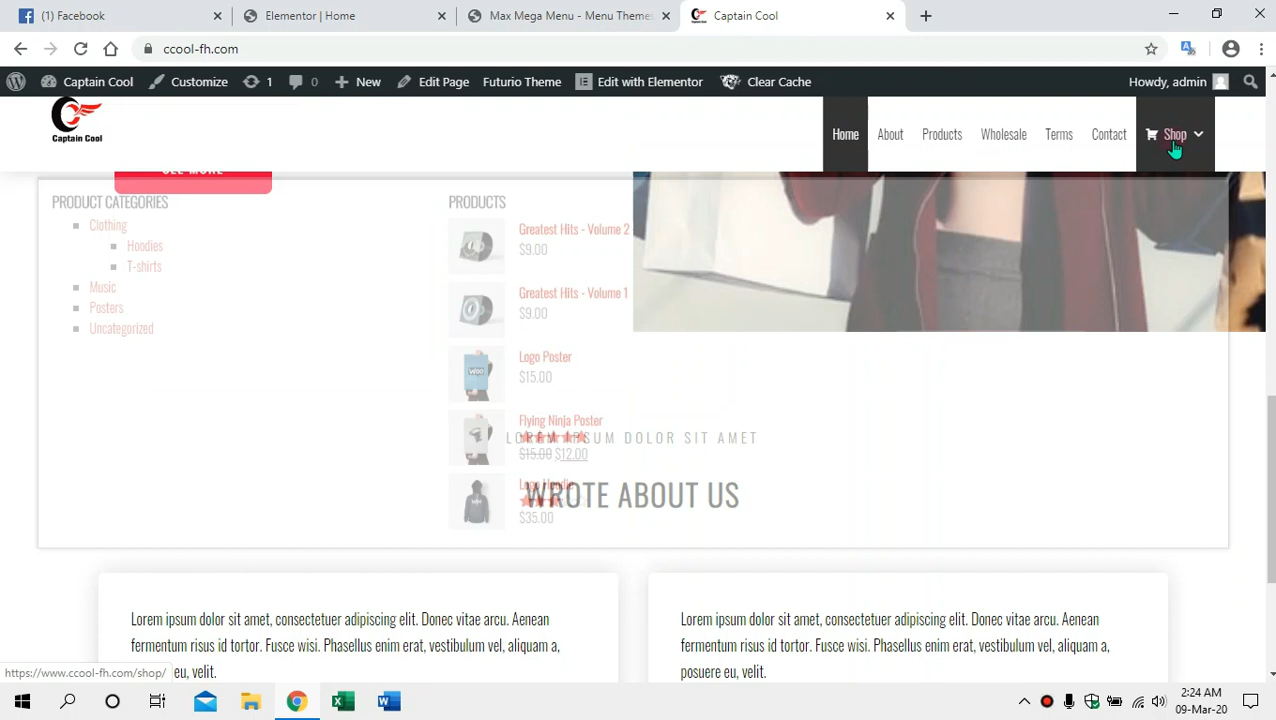 (1) Facebook
Elementor | Home
Max Mega Menu - Menu Themes
Captain Cool
ccool-fh.com
Captain Cool
Customize
1
0
New
Edit Page
Futurio Theme
Edit with Elementor
Clear Cache
Howdy, admin
Captain Cool
Home
About
Products
Wholesale
Terms
Contact
Shop
SEE MORE
PRODUCT CATEGORIES
Clothing
Hoodies
T-shirts
Music
Posters
Uncategorized
PRODUCTS
Greatest Hits - Volume 2
$9.00
Greatest Hits - Volume 1
$9.00
Logo Poster
$15.00
Flying Ninja Poster
$15.00 $12.00
Logo Hoodie
$35.00
LOREM IPSUM DOLOR SIT AMET
WROTE ABOUT US
Lorem ipsum dolor sit amet, consectetuer adipiscing elit. Donec vitae arcu. Aenean
fermentum risus id tortor. Fusce wisi. Phasellus enim erat, vestibulum vel, aliquam a,
eu, velit.
Lorem ipsum dolor sit amet, consectetuer adipiscing elit. Donec vitae arcu. Aenean
fermentum risus id tortor. Fusce wisi. Phasellus enim erat, vestibulum vel, aliquam a,
posuere eu, velit.
https://www.ccool-fh.com/shop/
2:24 AM
09-Mar-20